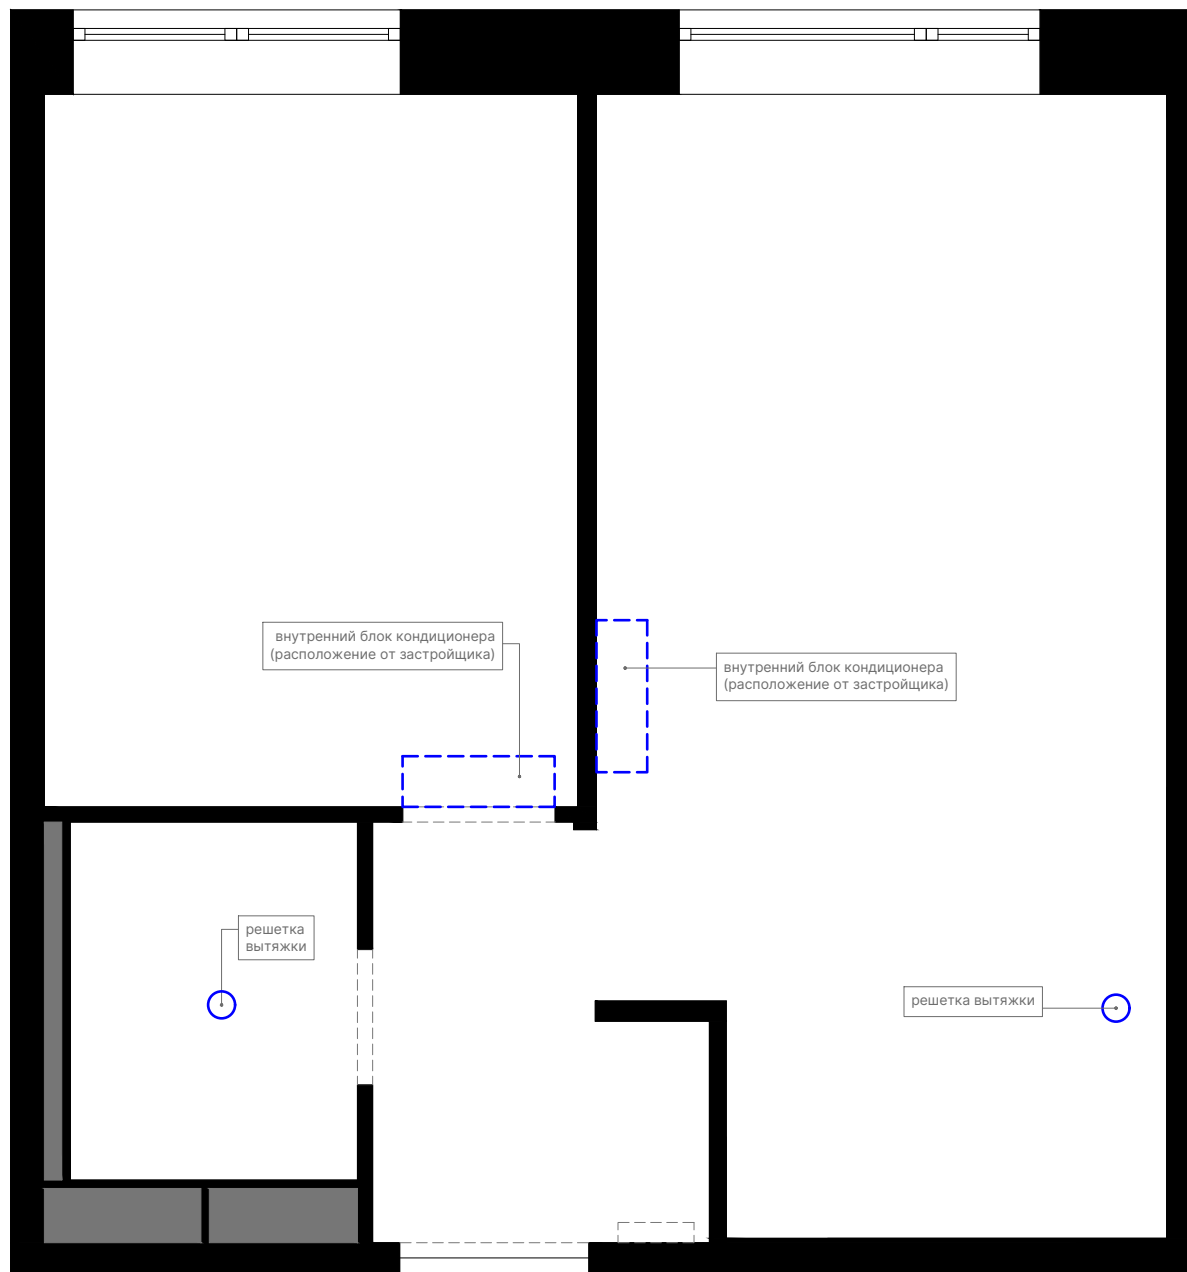 внутренний блок кондиционера
(расположение от застройщика)
внутренний блок кондиционера
(расположение от застройщика)
решетка
вытяжки
решетка вытяжки